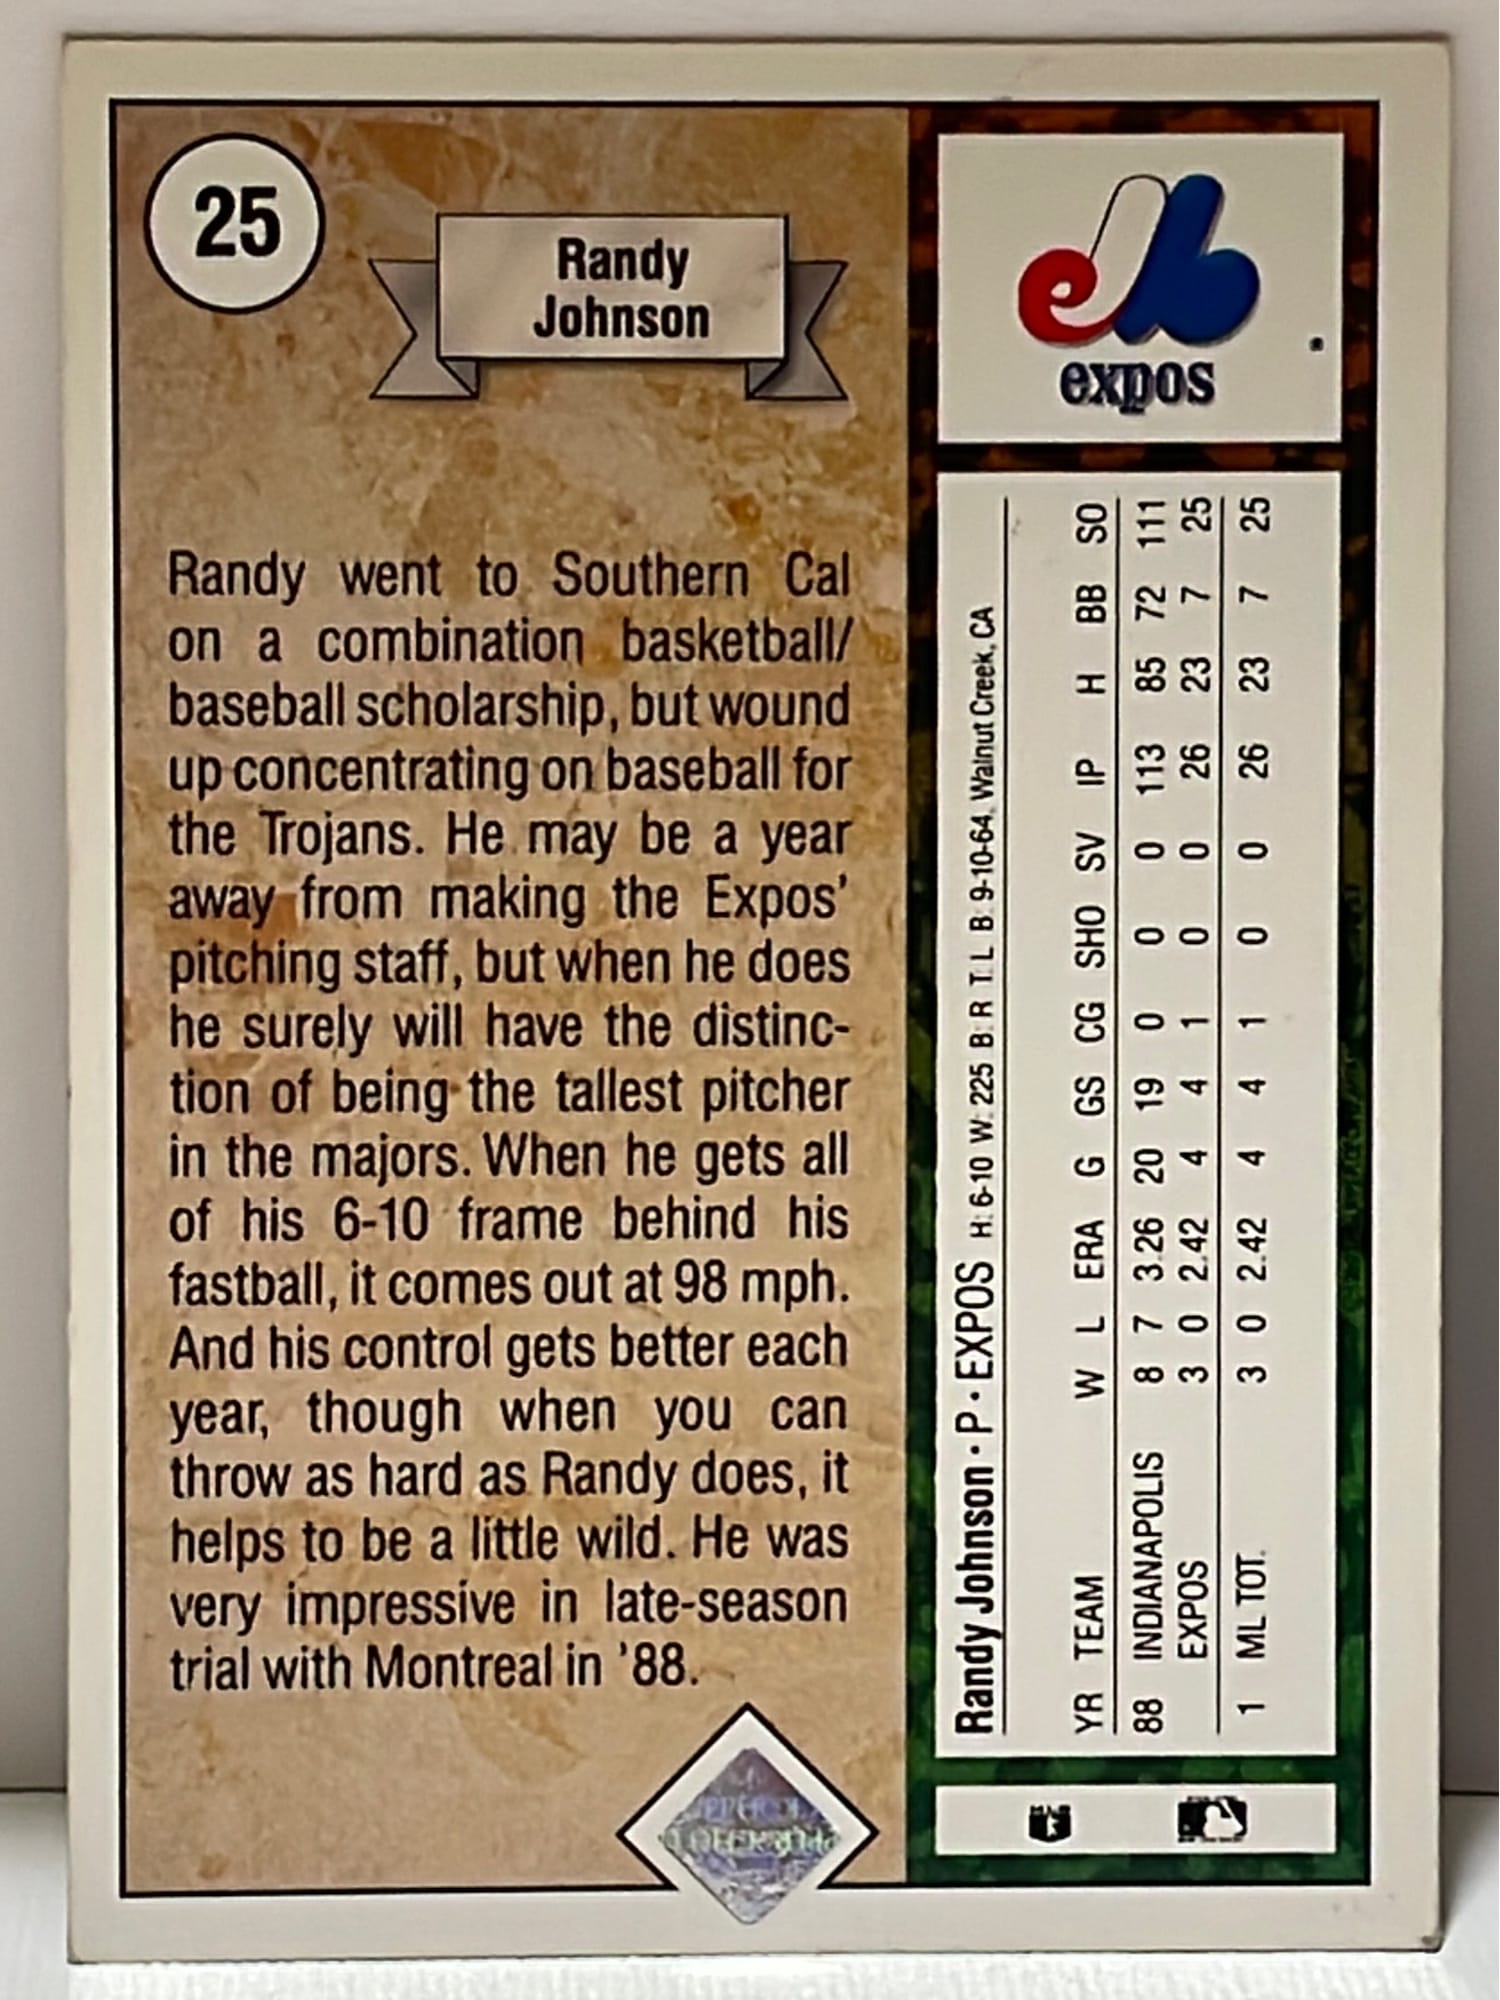 25
Randy
Johnson
Randy went to Southern Cal
on a combination basketball/
baseball scholarship, but wound
up concentrating on baseball for
the Trojans. He may be a year
away from making the Expos'
pitching staff, but when he does
he surely will have the distinc-
tion of being the tallest pitcher
in the majors. When he gets all
of his 6-10 frame behind his
fastball, it comes out at 98 mph.
And his control gets better each
year, though when you can
throw as hard as Randy does, it
helps to be a little wild. He was
very impressive in late-season
trial with Montreal in '88.
expos
Randy Johnson • P • EXPOS H: 6-10 W: 225 B: R T: L B: 9-10-64, Walnut Creek, CA
YR TEAM W L ERA G GS CG SHO SV IP H BB SO
88 INDIANAPOLIS 8 7 3.26 20 19 0 0 0 113 85 72 111
EXPOS 3 0 2.42 4 4 1 0 0 26 23 7 25
1 ML TOT. 3 0 2.42 4 4 1 0 0 26 23 7 25